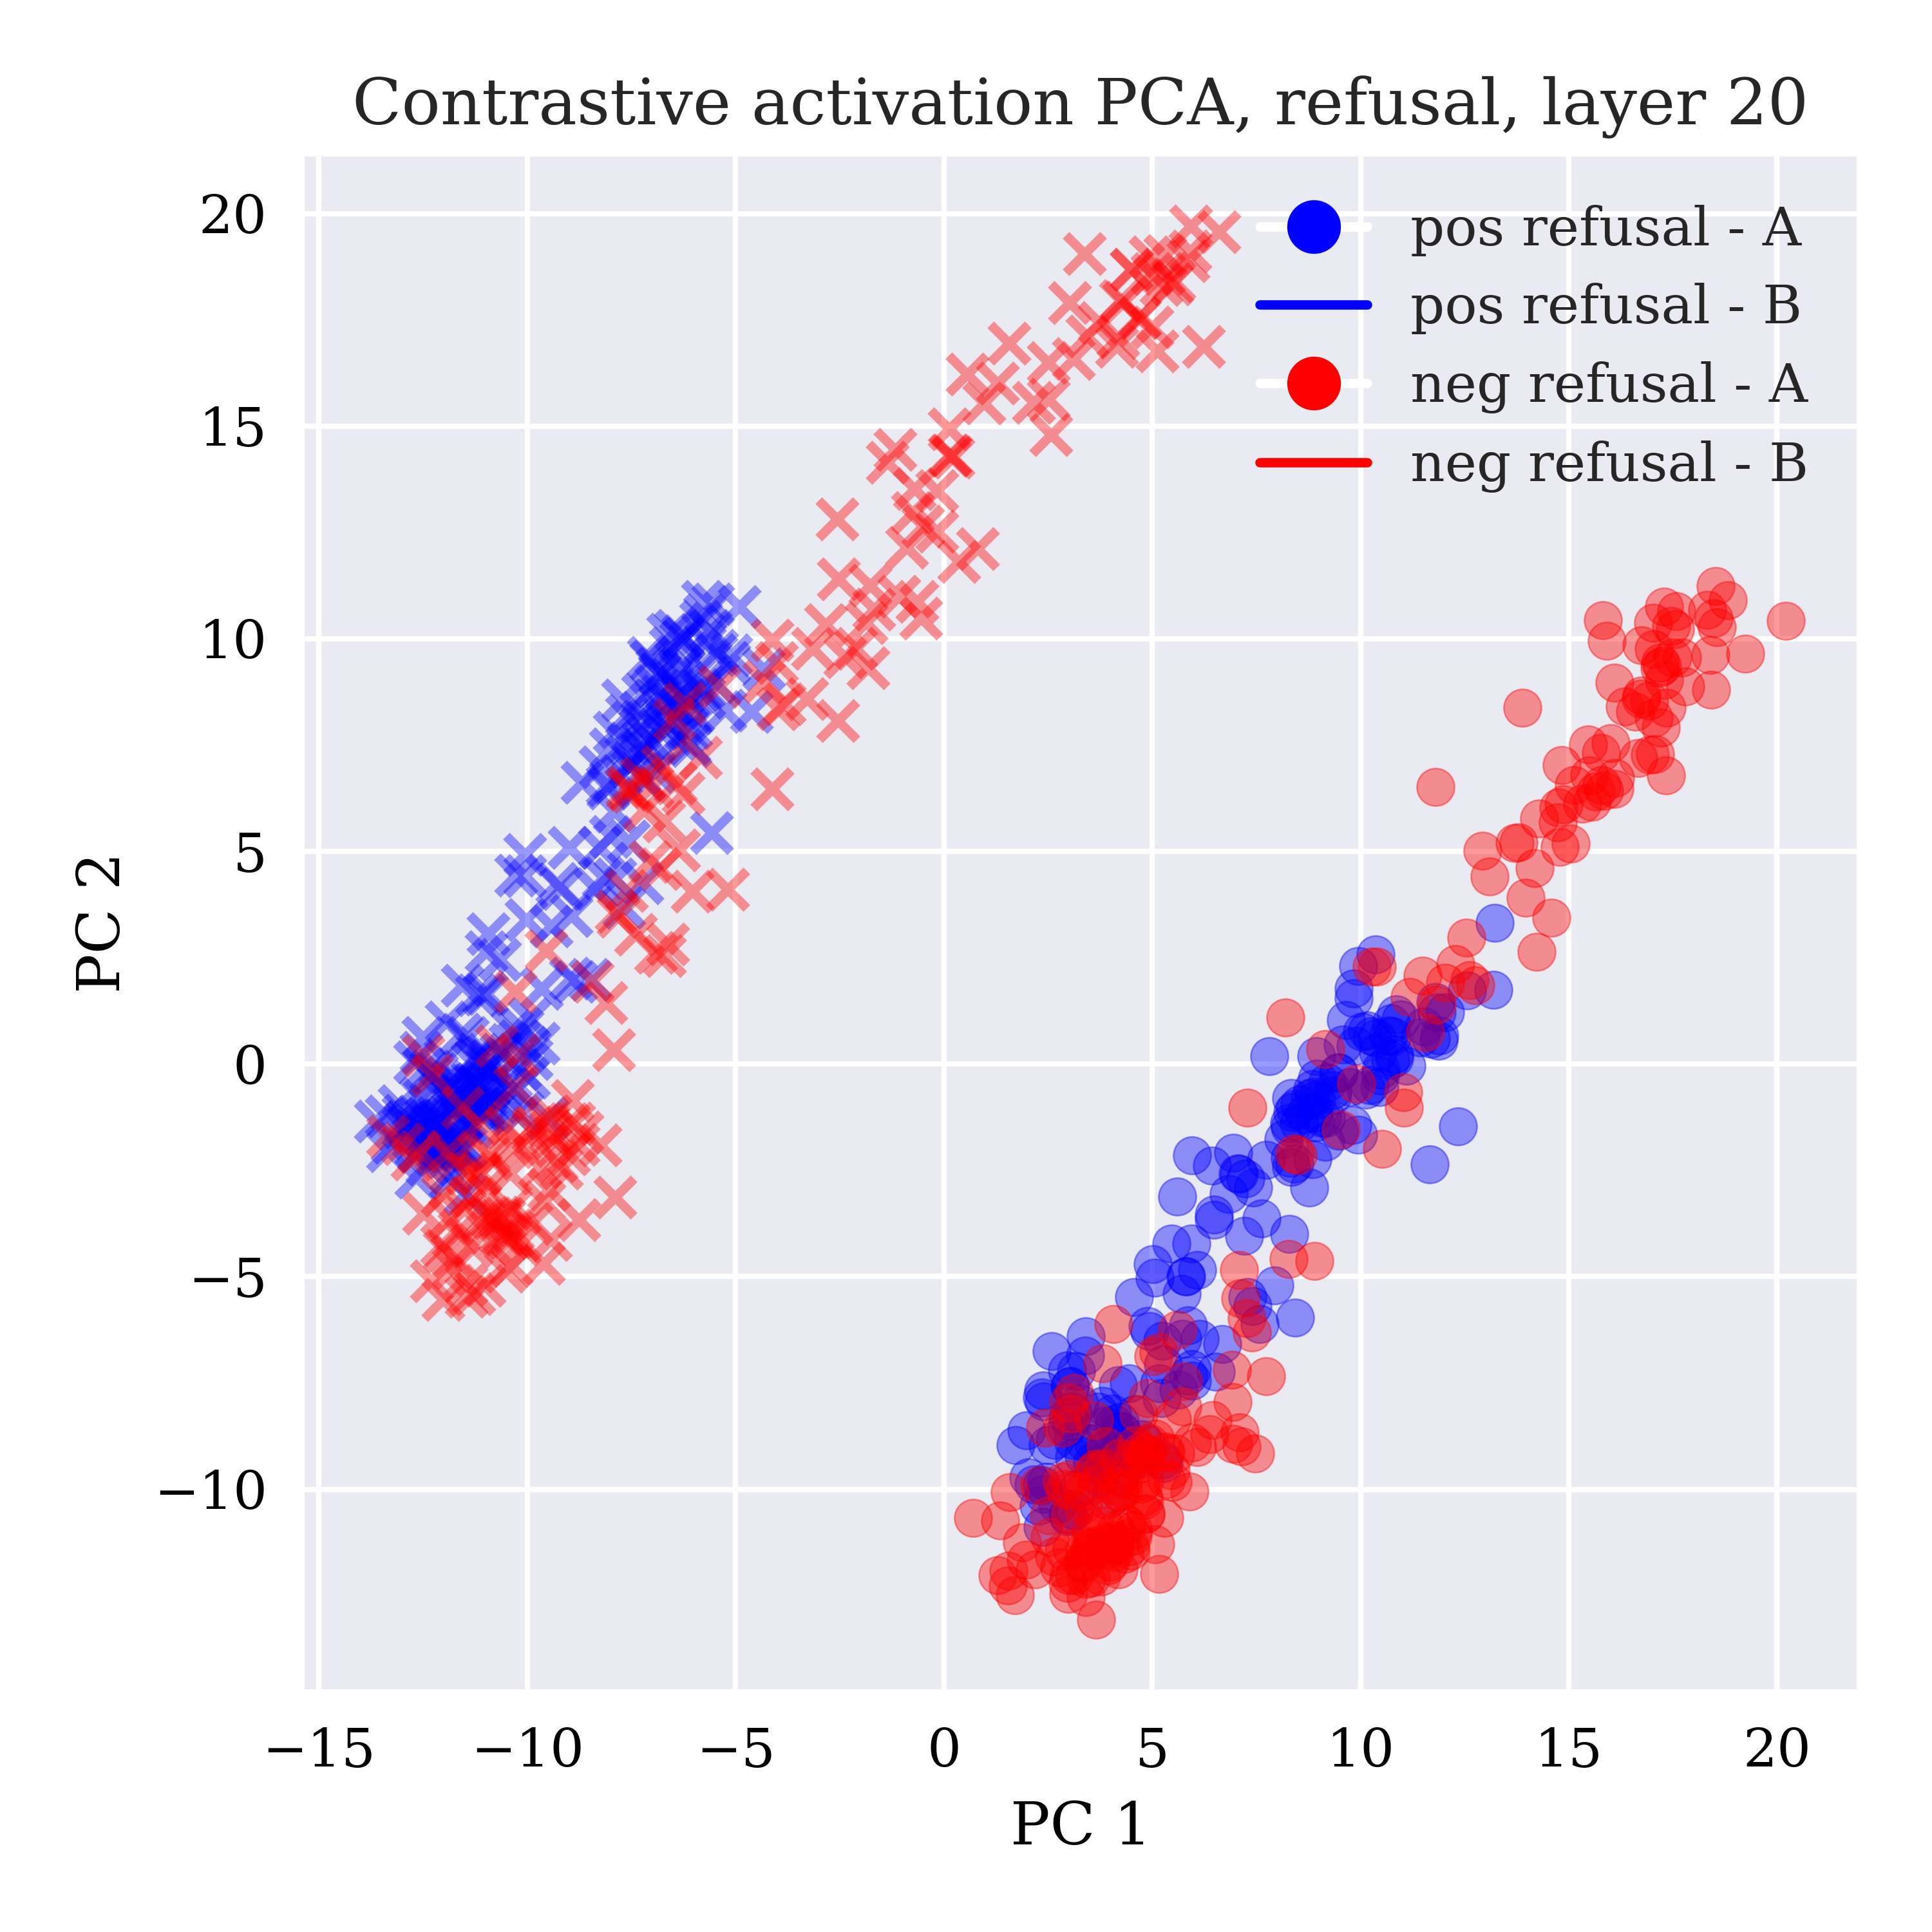 Contrastive activation PCA, refusal, layer 20
pos refusal - A
pos refusal - B
neg refusal - A
neg refusal - B
20
15
10
5
0
−5
−10
PC 2
−15 −10 −5 0 5 10 15 20
PC 1